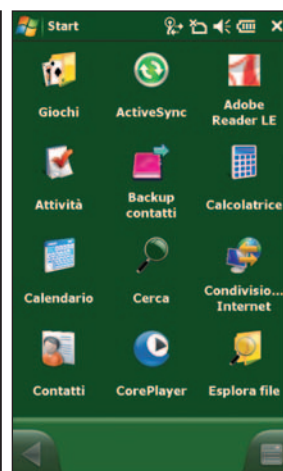 Start
Giochi
ActiveSync
Adobe
Reader LE
Attività
Backup
contatti
Calcolatrice
Calendario
Cerca
Condivisio...
Internet
Contatti
CorePlayer
Esplora file